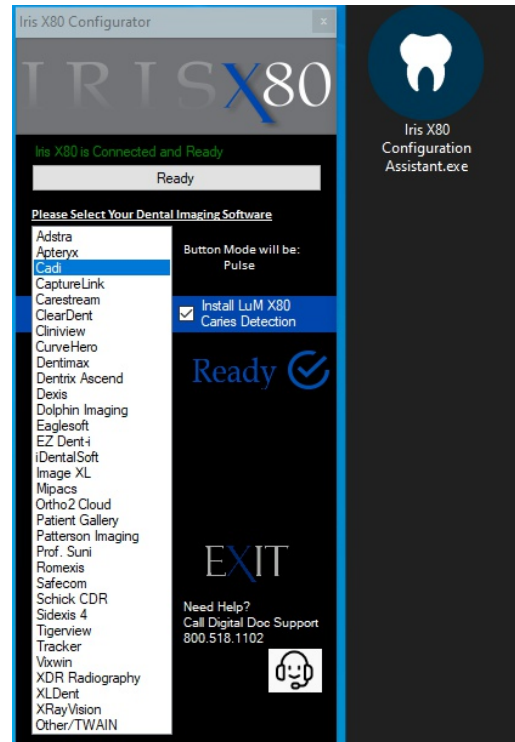 Iris X80 Configurator
x
IRISX80
Iris X80 is Connected and Ready
Ready
Please Select Your Dental Imaging Software
Adstra
Apteryx
Cadi
CaptureLink
Carestream
ClearDent
Cliniview
CurveHero
Dentimax
Dentrix Ascend
Dexis
Dolphin Imaging
Eaglesoft
EZ Dent-i
iDentalSoft
Image XL
Mipacs
Ortho2 Cloud
Patient Gallery
Patterson Imaging
Prof. Suni
Romexis
Safecom
Schick CDR
Sidexis 4
Tigerview
Tracker
Vixwin
XDR Radiography
XLDent
XRayVision
Other/TWAIN
Button Mode will be:
Pulse
Install LuM X80
Caries Detection
Ready
EXIT
Need Help?
Call Digital Doc Support
800.518.1102
Iris X80
Configuration
Assistant.exe